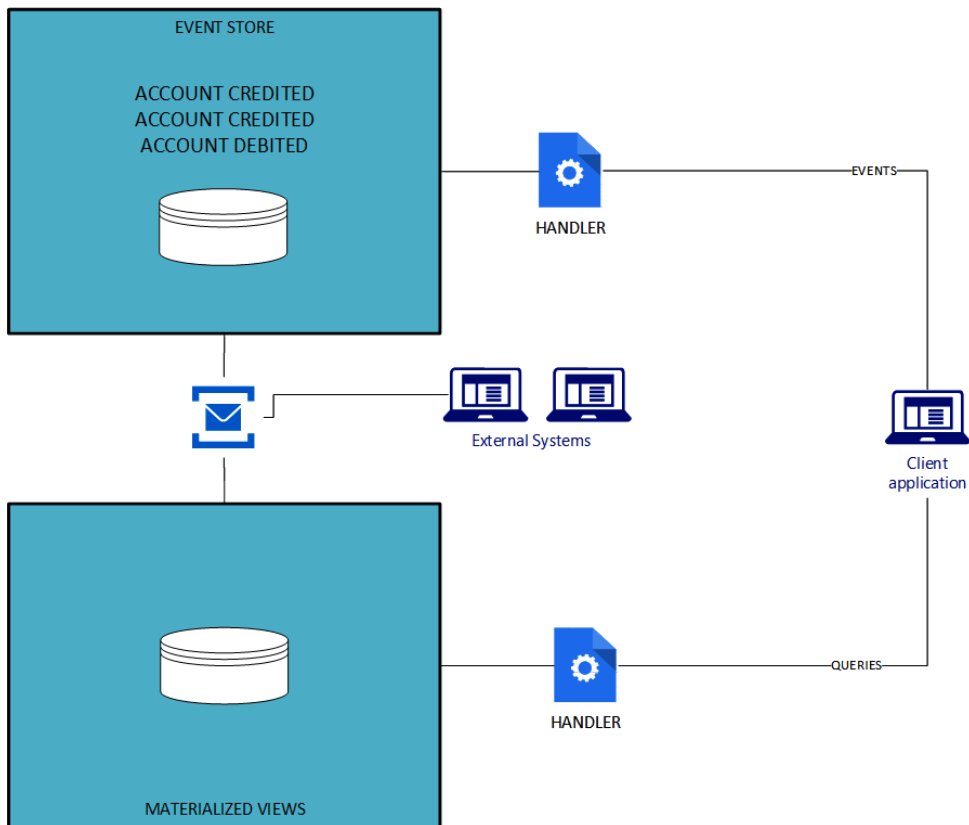 EVENT STORE
ACCOUNT CREDITED
ACCOUNT CREDITED
ACCOUNT DEBITED
HANDLER
EVENTS
External Systems
Client
application
QUERIES
HANDLER
MATERIALIZED VIEWS